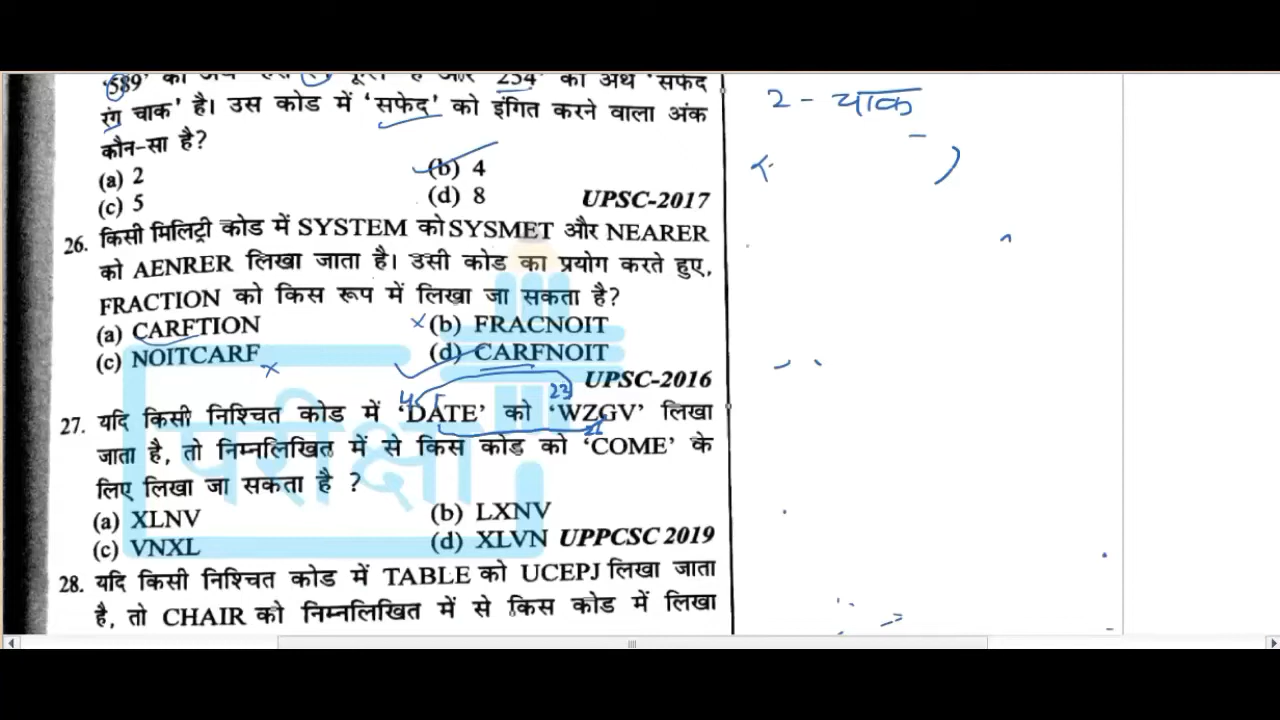 '589' का अर्थ और 254' का अर्थ 'सफेद
रंग चाक' है। उस कोड में 'सफेद' को इंगित करने वाला अंक
कौन-सा है?
(a) 2 (b) 4
(c) 5 (d) 8 UPSC-2017
26. किसी मिलिट्री कोड में SYSTEM को SYSMET और NEARER
को AENRER लिखा जाता है। उसी कोड का प्रयोग करते हुए,
FRACTION को किस रूप में लिखा जा सकता है?
(a) CARFTION (b) FRACNOIT
(c) NOITCARF (d) CARFNOIT
UPSC-2016
27. यदि किसी निश्चित कोड में 'DATE' को 'WZGV' लिखा
जाता है, तो निम्नलिखित में से किस कोड को 'COME' के
लिए लिखा जा सकता है ?
(a) XLNV (b) LXNV
(c) VNXL (d) XLVN UPPCSC 2019
28. यदि किसी निश्चित कोड में TABLE को UCEPJ लिखा जाता
है, तो CHAIR को निम्नलिखित में से किस कोड में लिखा
2 - चाक
4 23
परीक्षा